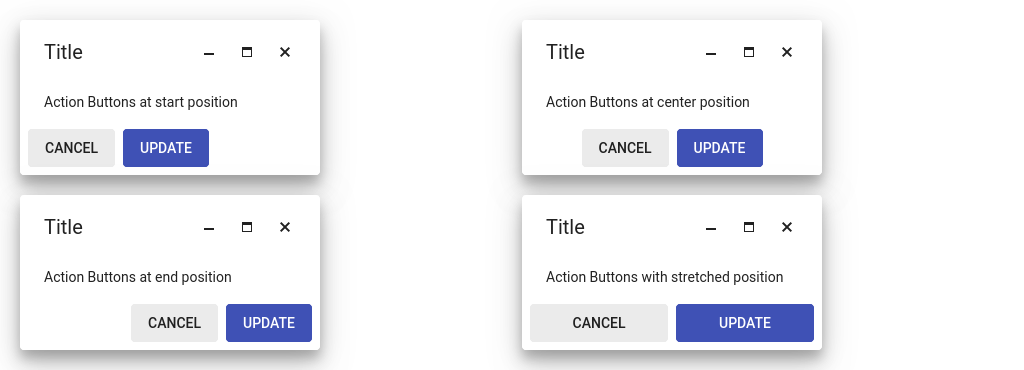 Title
Action Buttons at start position
CANCEL UPDATE
Title
Action Buttons at center position
CANCEL UPDATE
Title
Action Buttons at end position
CANCEL UPDATE
Title
Action Buttons with stretched position
CANCEL UPDATE